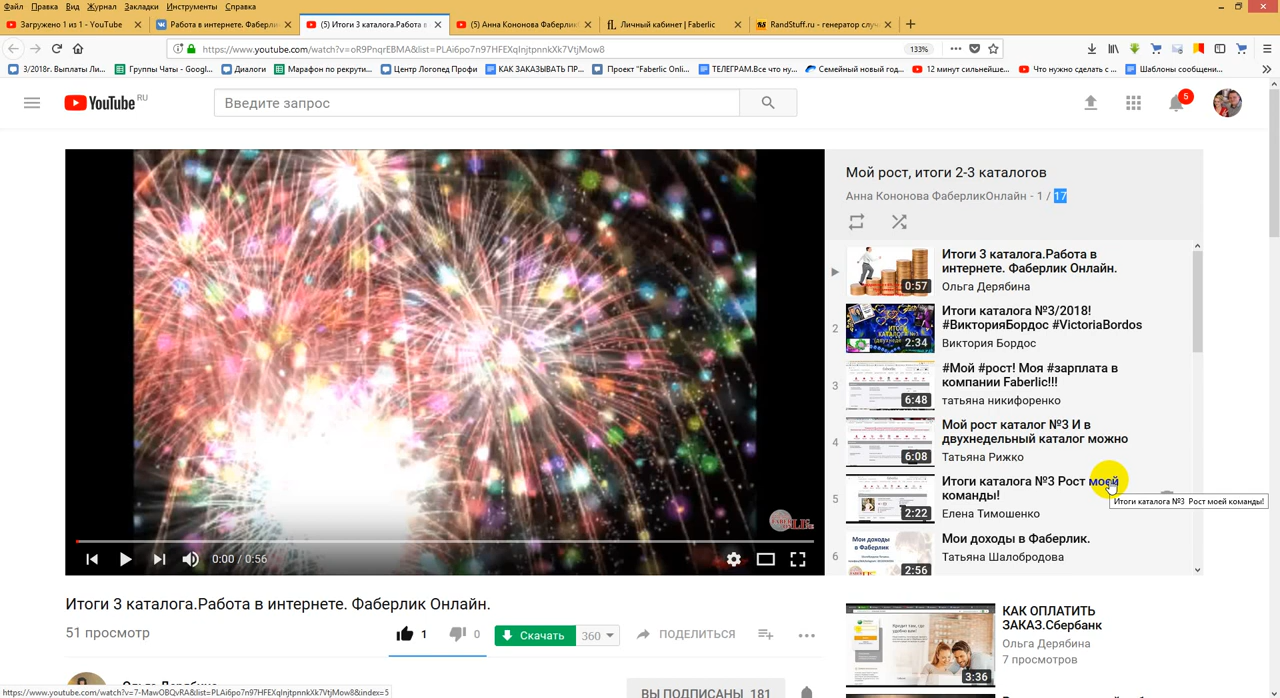 Файл Правка Вид Журнал Закладки Инструменты Справка
Загружено 1 из 1 - YouTube
Работа в интернете. Фаберли
(5) Итоги 3 каталога.Работа в
(5) Анна Кононова Фаберлик
Личный кабинет | Faberlic
RandStuff.ru - генератор случ
https://www.youtube.com/watch?v=oR9PnqrEBMA&list=PLAi6po7n97HFEXqInjtpnnkXk7VtjMow8
133%
3/2018г. Выплаты Ли...
Группы Чаты - Googl...
Диалоги
Марафон по рекрути...
Центр Логотд Профи
КАК ЗАКАЗЫВАТЬ ПР...
Проект "Faberlic Onli...
ТЕЛЕГРАМ.Все что ну...
Семейный новый год...
12 минут сильнейше...
Что нужно сделать с ...
Шаблоны сообщени...
YouTube RU
Введите запрос
5
Мой рост, итоги 2-3 каталогов
Анна Кононова ФаберликОнлайн - 1 / 17
Итоги 3 каталога.Работа в
интернете. Фаберлик Онлайн.
Ольга Дерябина
0:57
2
Итоги каталога №3/2018!
#ВикторияБордос #VictoriaBordos
Виктория Бордос
ИТОГИ
2:34
3
#Мой #рост! Моя #зарплата в
компании Faberlic!!!
татьяна никифоренко
6:48
4
Мой рост каталог №3 И в
двухнедельный каталог можно
Татьяна Рижко
6:08
5
Итоги каталога №3 Рост моей
команды!
Елена Тимошенко
2:22
Итоги каталога №3 Рост моей команды!
6
Мои доходы в Фаберлик.
Татьяна Шалобудова
Мои доходы
в Фаберлик
2:56
0:00 / 0:56
Итоги 3 каталога.Работа в интернете. Фаберлик Онлайн.
51 просмотр
1
0
Скачать 360
ПОДЕЛИТЬСЯ
КАК ОПЛАТИТЬ
ЗАКАЗ.Сбербанк
Ольга Дерябина
7 просмотров
3:36
ВЫ ПОДПИСАНЫ 181
https://www.youtube.com/watch?v=7-MawKQuoRA&list=PLAi6po7n97HFEXqInjtpnnkXk7VtjMow8&index=5